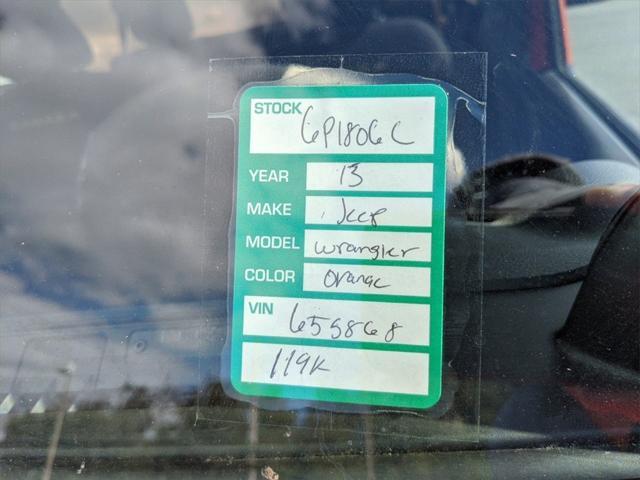 STOCK 6P1806C
YEAR 13
MAKE Jeep
MODEL wrangler
COLOR orange
VIN 655868
119K